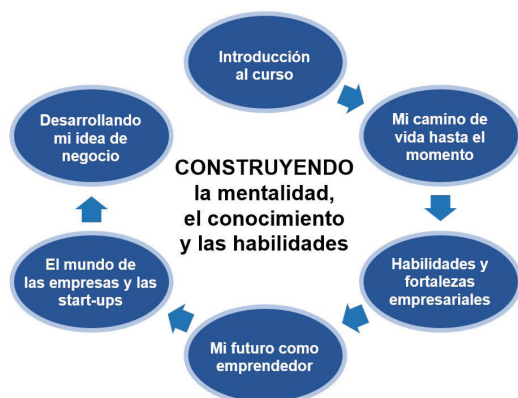 Introducción
al curso
Mi camino de
vida hasta el
momento
Habilidades y
fortalezas
empresariales
Mi futuro como
emprendedor
El mundo de
las empresas y las
start-ups
Desarrollando
mi idea de
negocio
CONSTRUYENDO
la mentalidad,
el conocimiento
y las habilidades